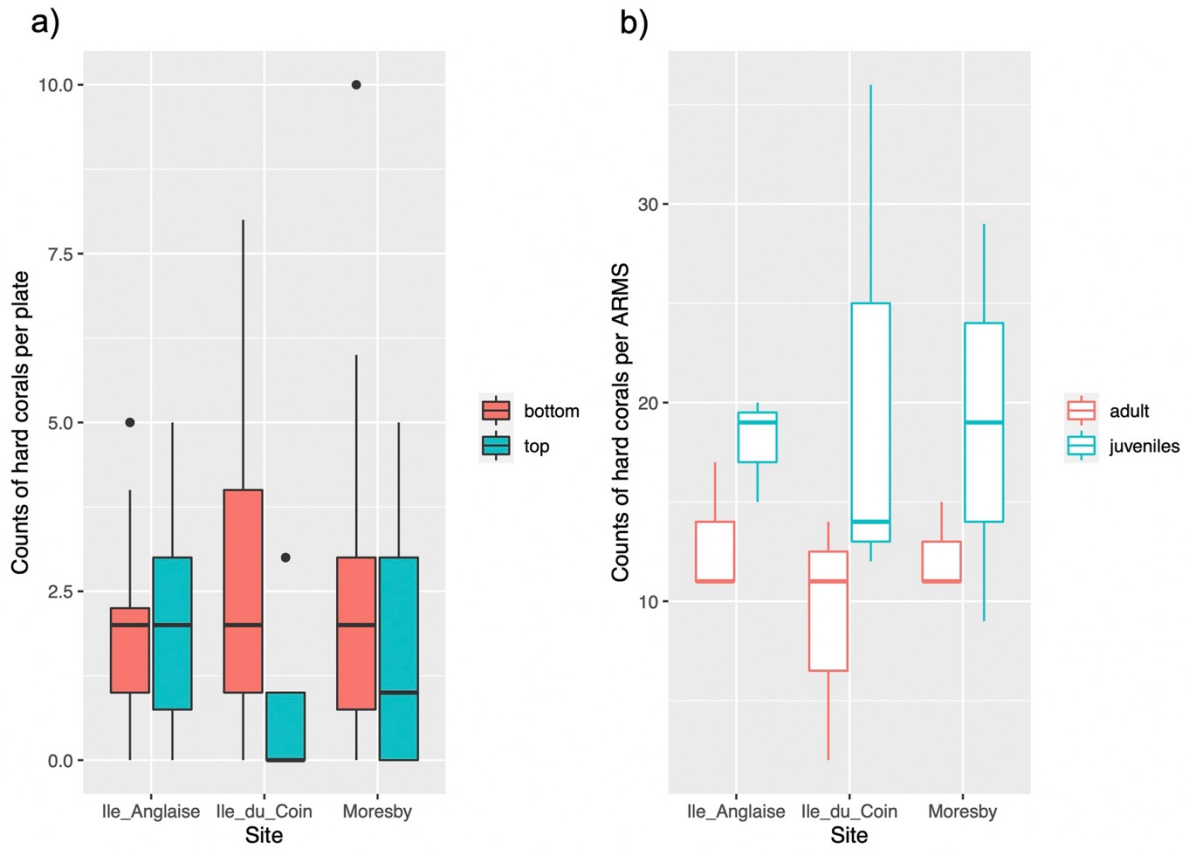 a)
Counts of hard corals per plate
10.0
7.5
5.0
2.5
0.0
Ile_Anglaise Ile_du_Coin Moresby
Site
bottom
top
b)
Counts of hard corals per ARMS
30
20
10
Ile_Anglaise Ile_du_Coin Moresby
Site
adult
juveniles